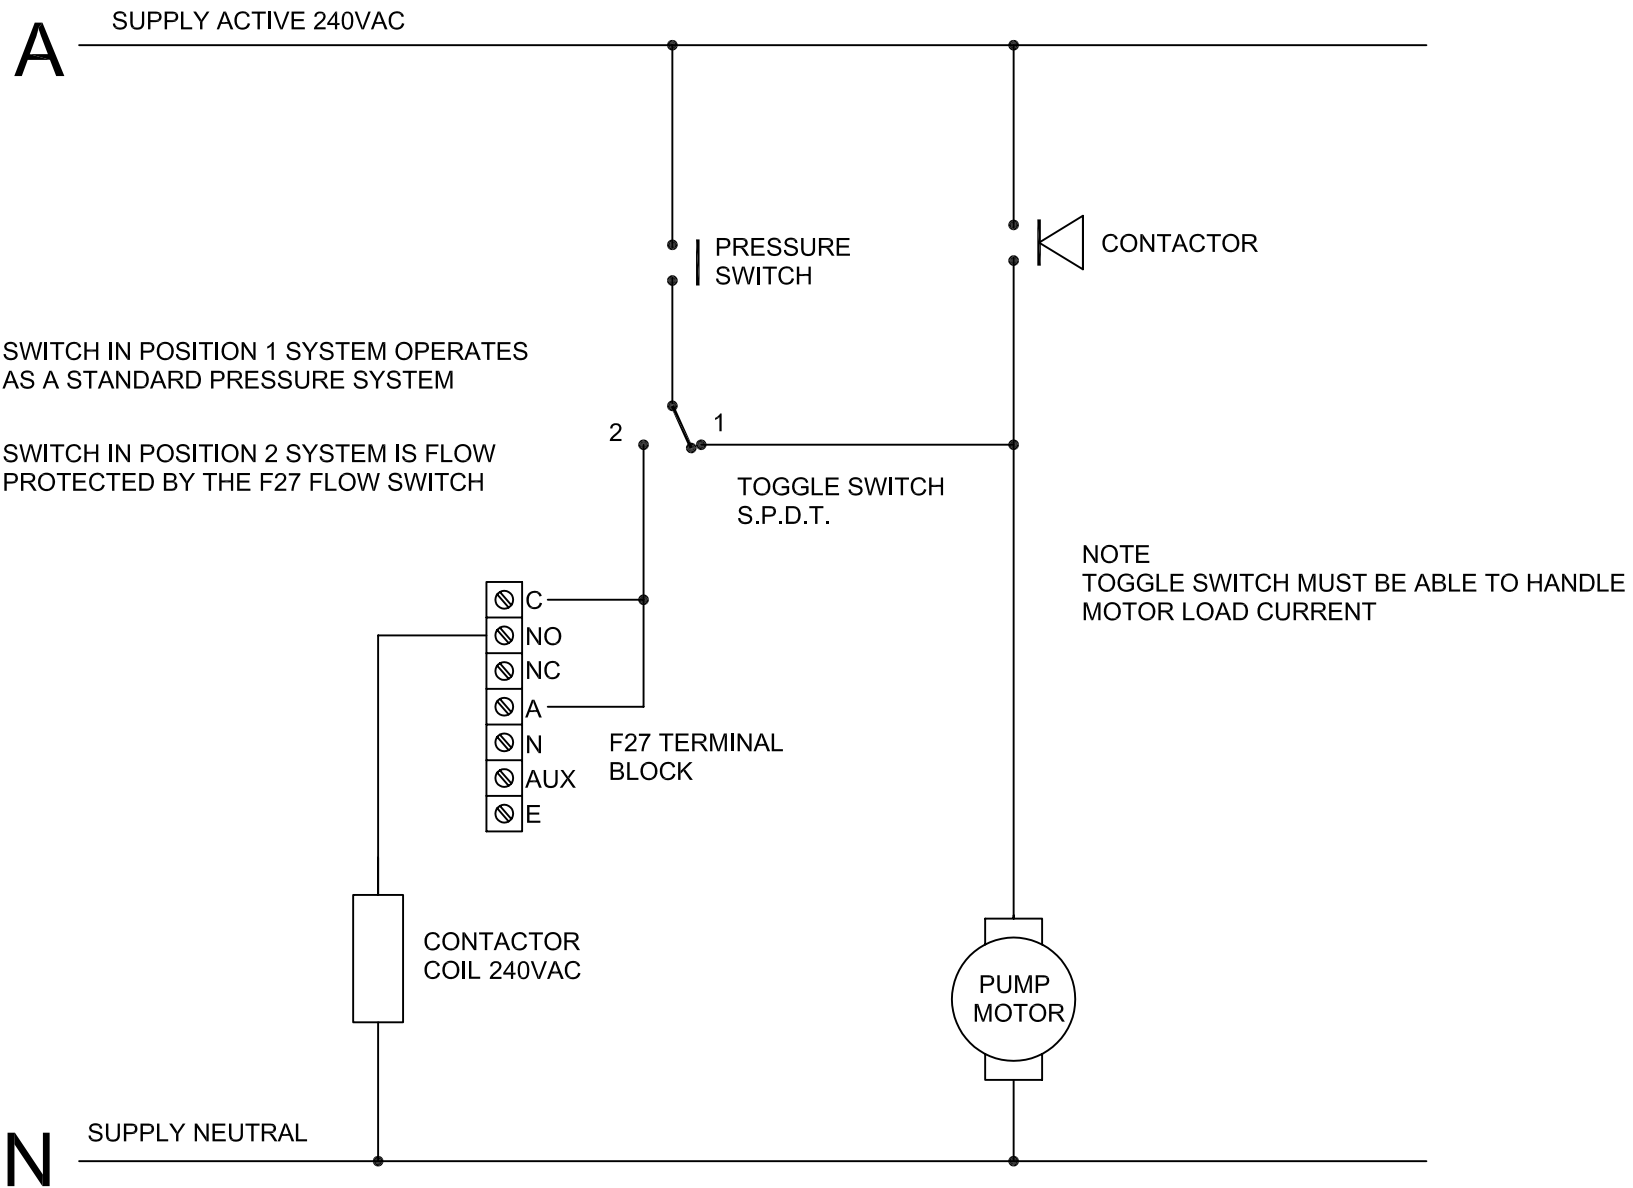 A
SUPPLY ACTIVE 240VAC
PRESSURE
SWITCH
CONTACTOR
SWITCH IN POSITION 1 SYSTEM OPERATES
AS A STANDARD PRESSURE SYSTEM
SWITCH IN POSITION 2 SYSTEM IS FLOW
PROTECTED BY THE F27 FLOW SWITCH
2
1
TOGGLE SWITCH
S.P.D.T.
NOTE
TOGGLE SWITCH MUST BE ABLE TO HANDLE
MOTOR LOAD CURRENT
C
NO
NC
A
N
AUX
E
F27 TERMINAL
BLOCK
CONTACTOR
COIL 240VAC
PUMP
MOTOR
N
SUPPLY NEUTRAL